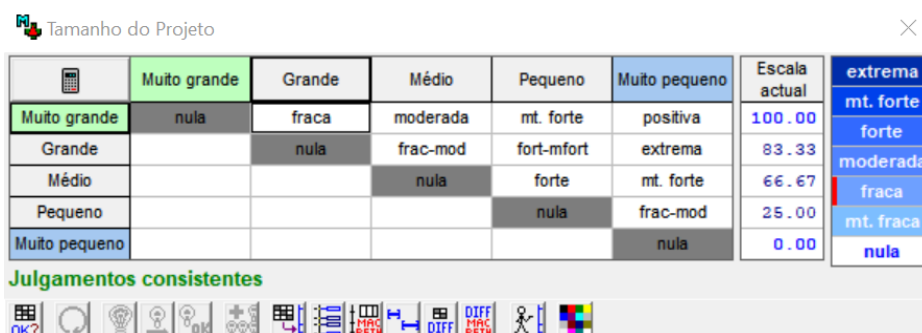 Tamanho do Projeto
Muito grande Grande Médio Pequeno Muito pequeno Escala actual
Muito grande nula fraca moderada mt. forte positiva 100.00
Grande nula frac-mod fort-mfort extrema 83.33
Médio nula forte mt. forte 66.67
Pequeno nula frac-mod 25.00
Muito pequeno nula 0.00
extrema
mt. forte
forte
moderada
fraca
mt. fraca
nula
Julgamentos consistentes
OK? OK MAC BETH DIFF DIFF MAC BETH